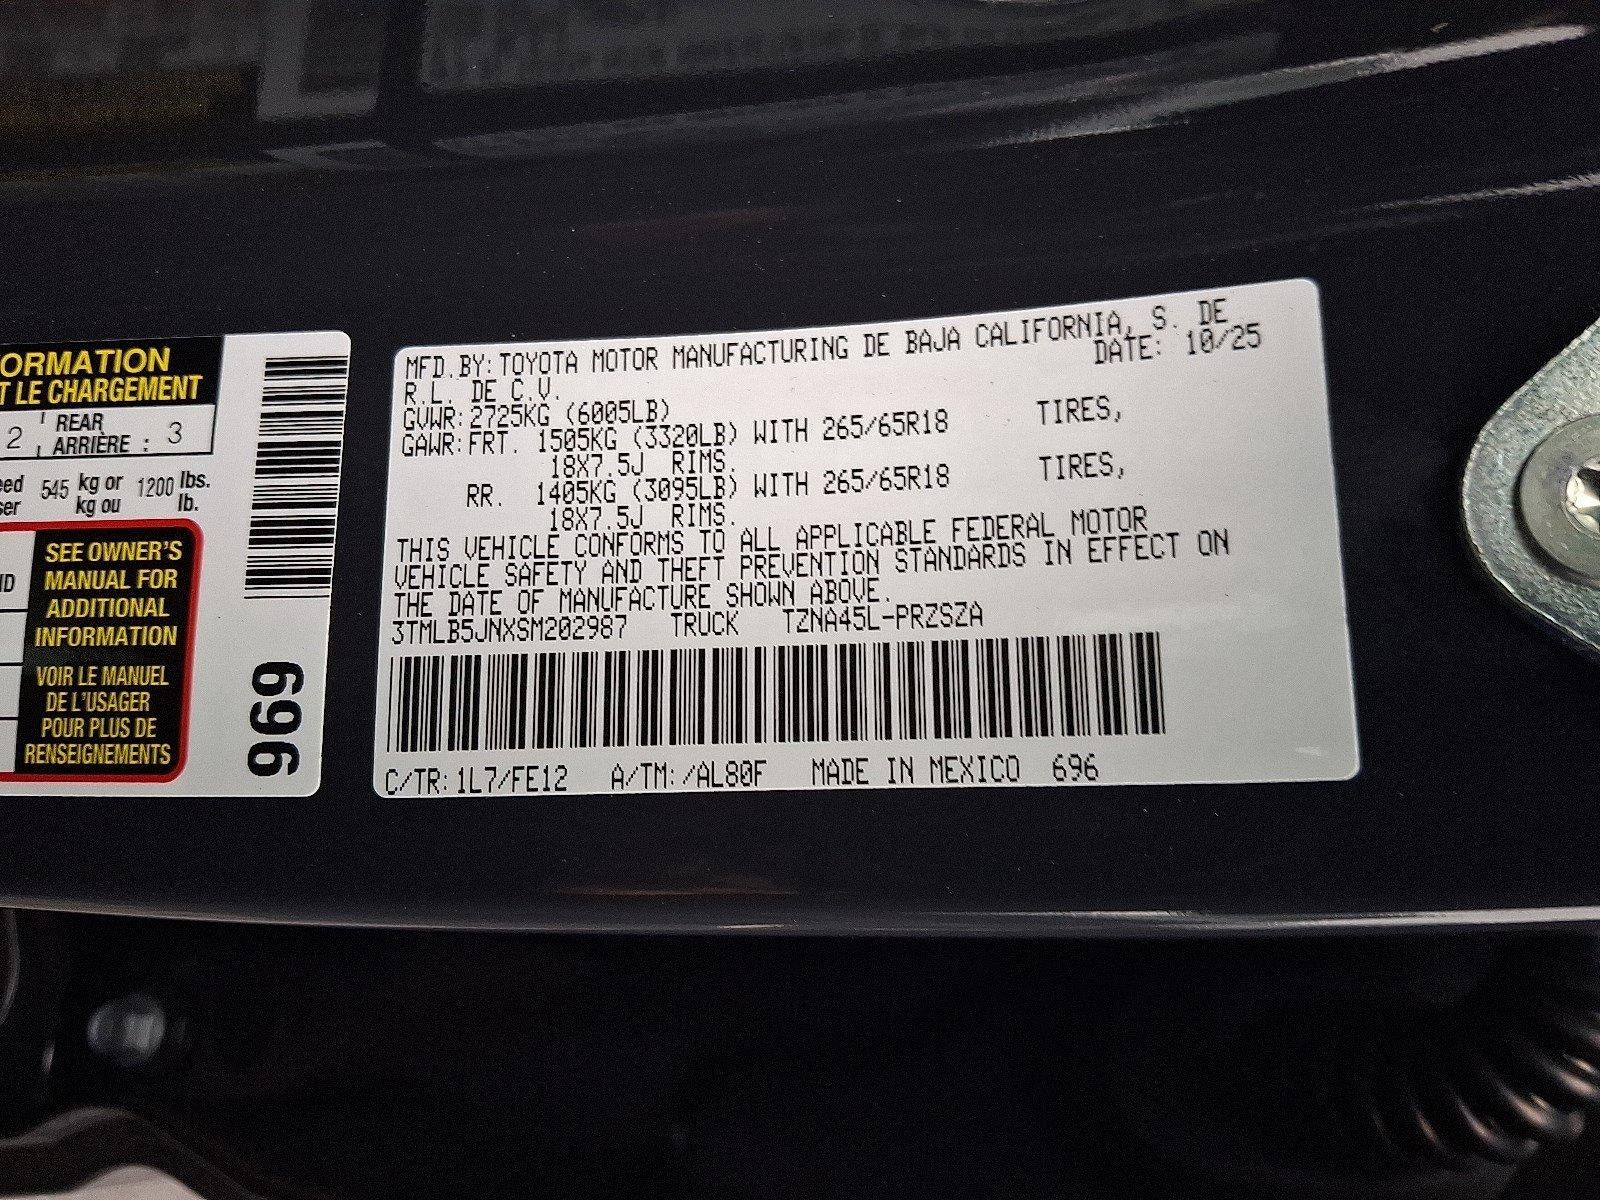 ORMATION
T LE CHARGEMENT
2 REAR
ARRIÈRE : 3
eed 545 kg or 1200 lbs.
ser kg ou lb.
ND
SEE OWNER'S
MANUAL FOR
ADDITIONAL
INFORMATION
VOIR LE MANUEL
DE L'USAGER
POUR PLUS DE
RENSEIGNEMENTS
969
MFD.BY: TOYOTA MOTOR MANUFACTURING DE BAJA CALIFORNIA, S. DE
R.L. DE C.V. DATE: 10/25
GVWR: 2725KG (6005LB)
GAWR: FRT. 1505KG (3320LB) WITH 265/65R18 TIRES,
18X7.5J RIMS.
RR. 1405KG (3095LB) WITH 265/65R18 TIRES,
18X7.5J RIMS.
THIS VEHICLE CONFORMS TO ALL APPLICABLE FEDERAL MOTOR
VEHICLE SAFETY AND THEFT PREVENTION STANDARDS IN EFFECT ON
THE DATE OF MANUFACTURE SHOWN ABOVE.
3TMLB5JNXSM202987 TRUCK TZNA45L-PRZSZA
C/TR: 1L7/FE12 A/TM: /AL80F MADE IN MEXICO 696